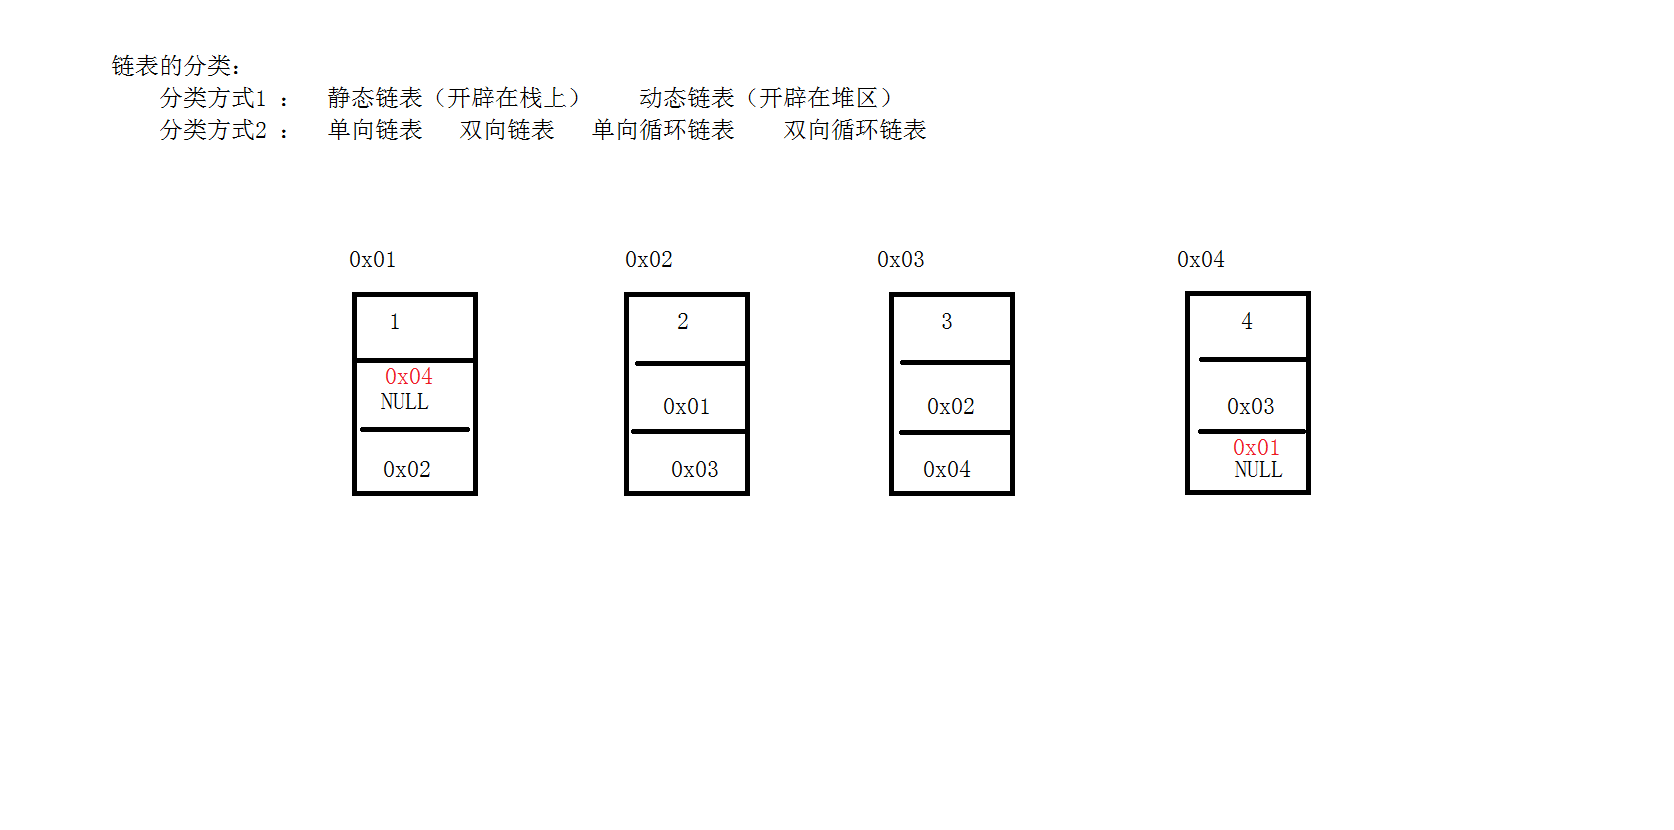 链表的分类：
分类方式1 ： 静态链表（开辟在栈上） 动态链表（开辟在堆区）
分类方式2 ： 单向链表 双向链表 单向循环链表 双向循环链表
0x01 0x02 0x03 0x04
1 2 3 4
0x04
NULL 0x01 0x02 0x03
0x01
0x02 0x03 0x04 NULL